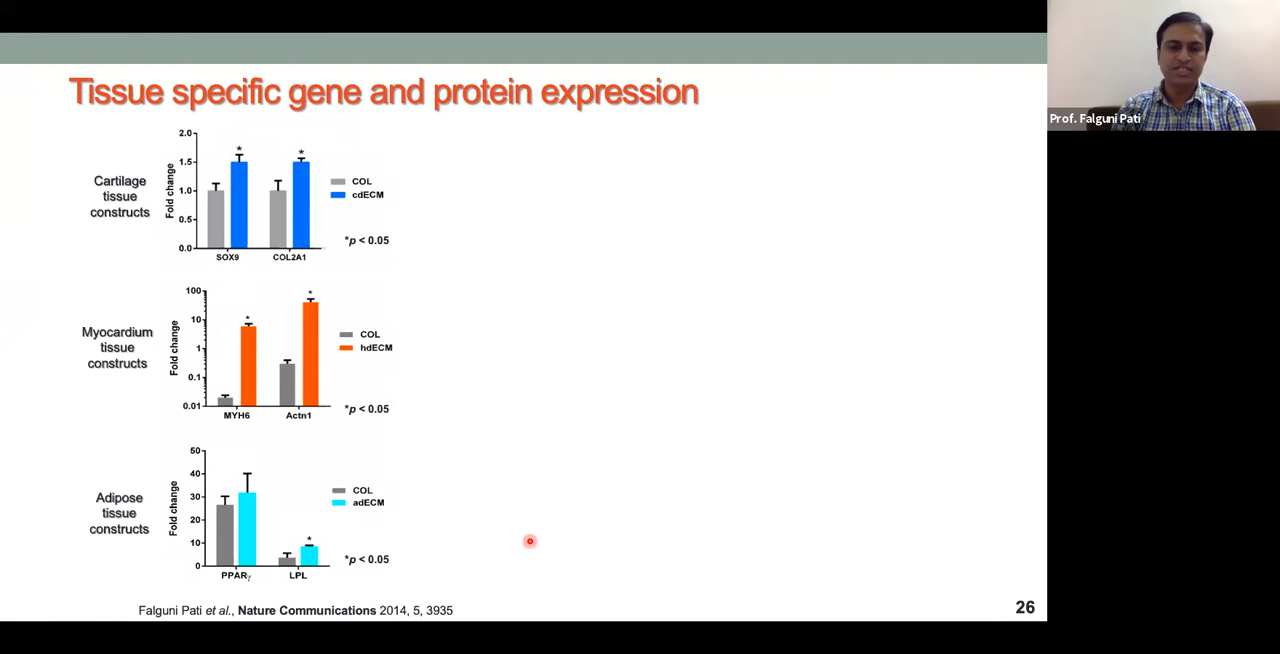 Tissue specific gene and protein expression
Prof. Falguni Pati
Cartilage
tissue
constructs
Fold change
2.0
1.5
1.0
0.5
0.0
*
*
SOX9
COL2A1
COL
cdECM
*p < 0.05
Myocardium
tissue
constructs
Fold change
100
10
1
0.1
0.01
*
*
MYH6
Actn1
COL
hdECM
*p < 0.05
Adipose
tissue
constructs
Fold change
50
40
30
20
10
0
*
PPARγ
LPL
COL
adECM
*p < 0.05
Falguni Pati et al., Nature Communications 2014, 5, 3935
26